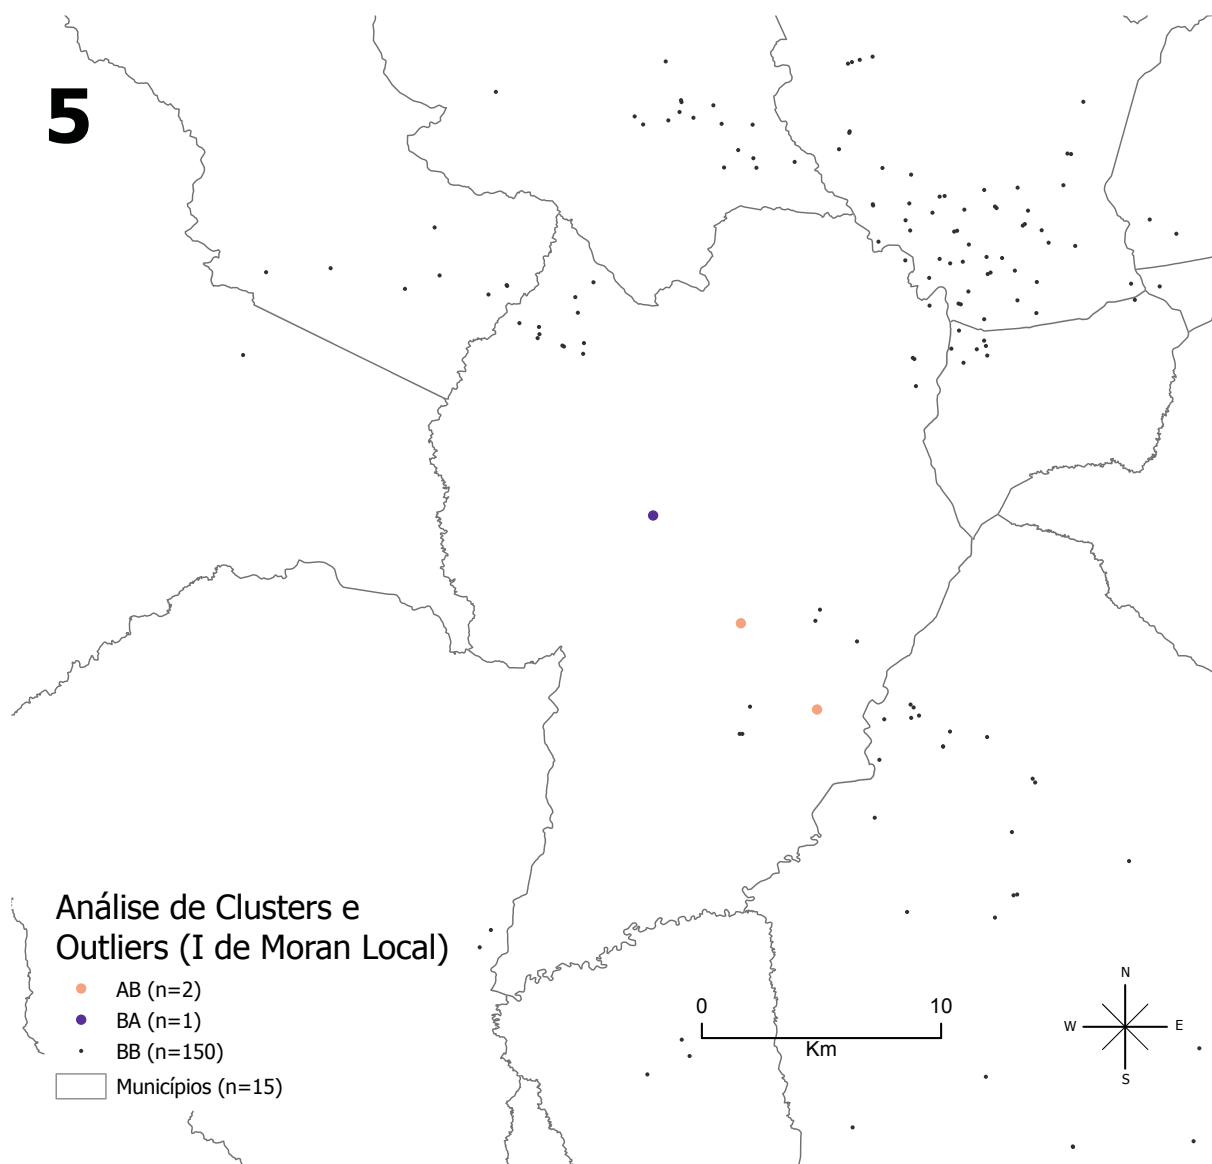 5
Análise de Clusters e
Outliers (I de Moran Local)
AB (n=2)
BA (n=1)
BB (n=150)
Municípios (n=15)
0 10
Km
N
W E
S